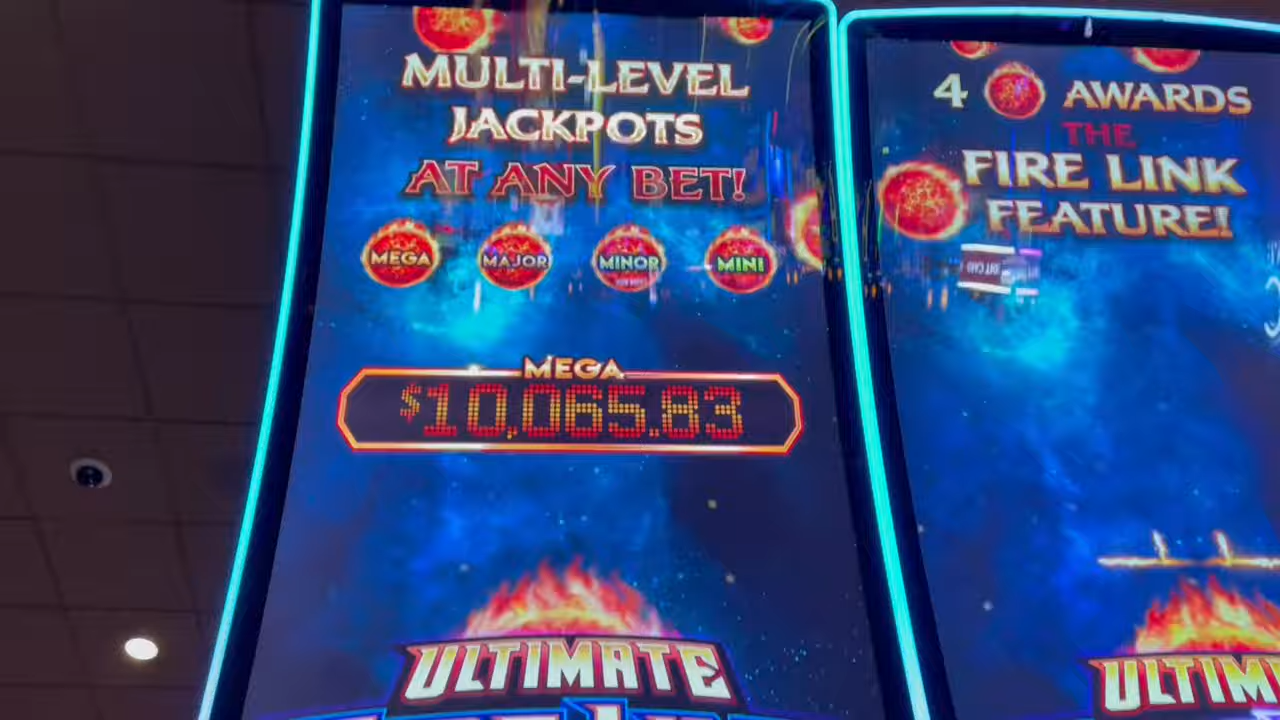 MULTI-LEVEL
JACKPOTS
AT ANY BET!
MEGA
MAJOR
MINOR
MINI
MEGA
$10,065.83
ULTIMATE
4 AWARDS
THE
FIRE LINK
FEATURE!